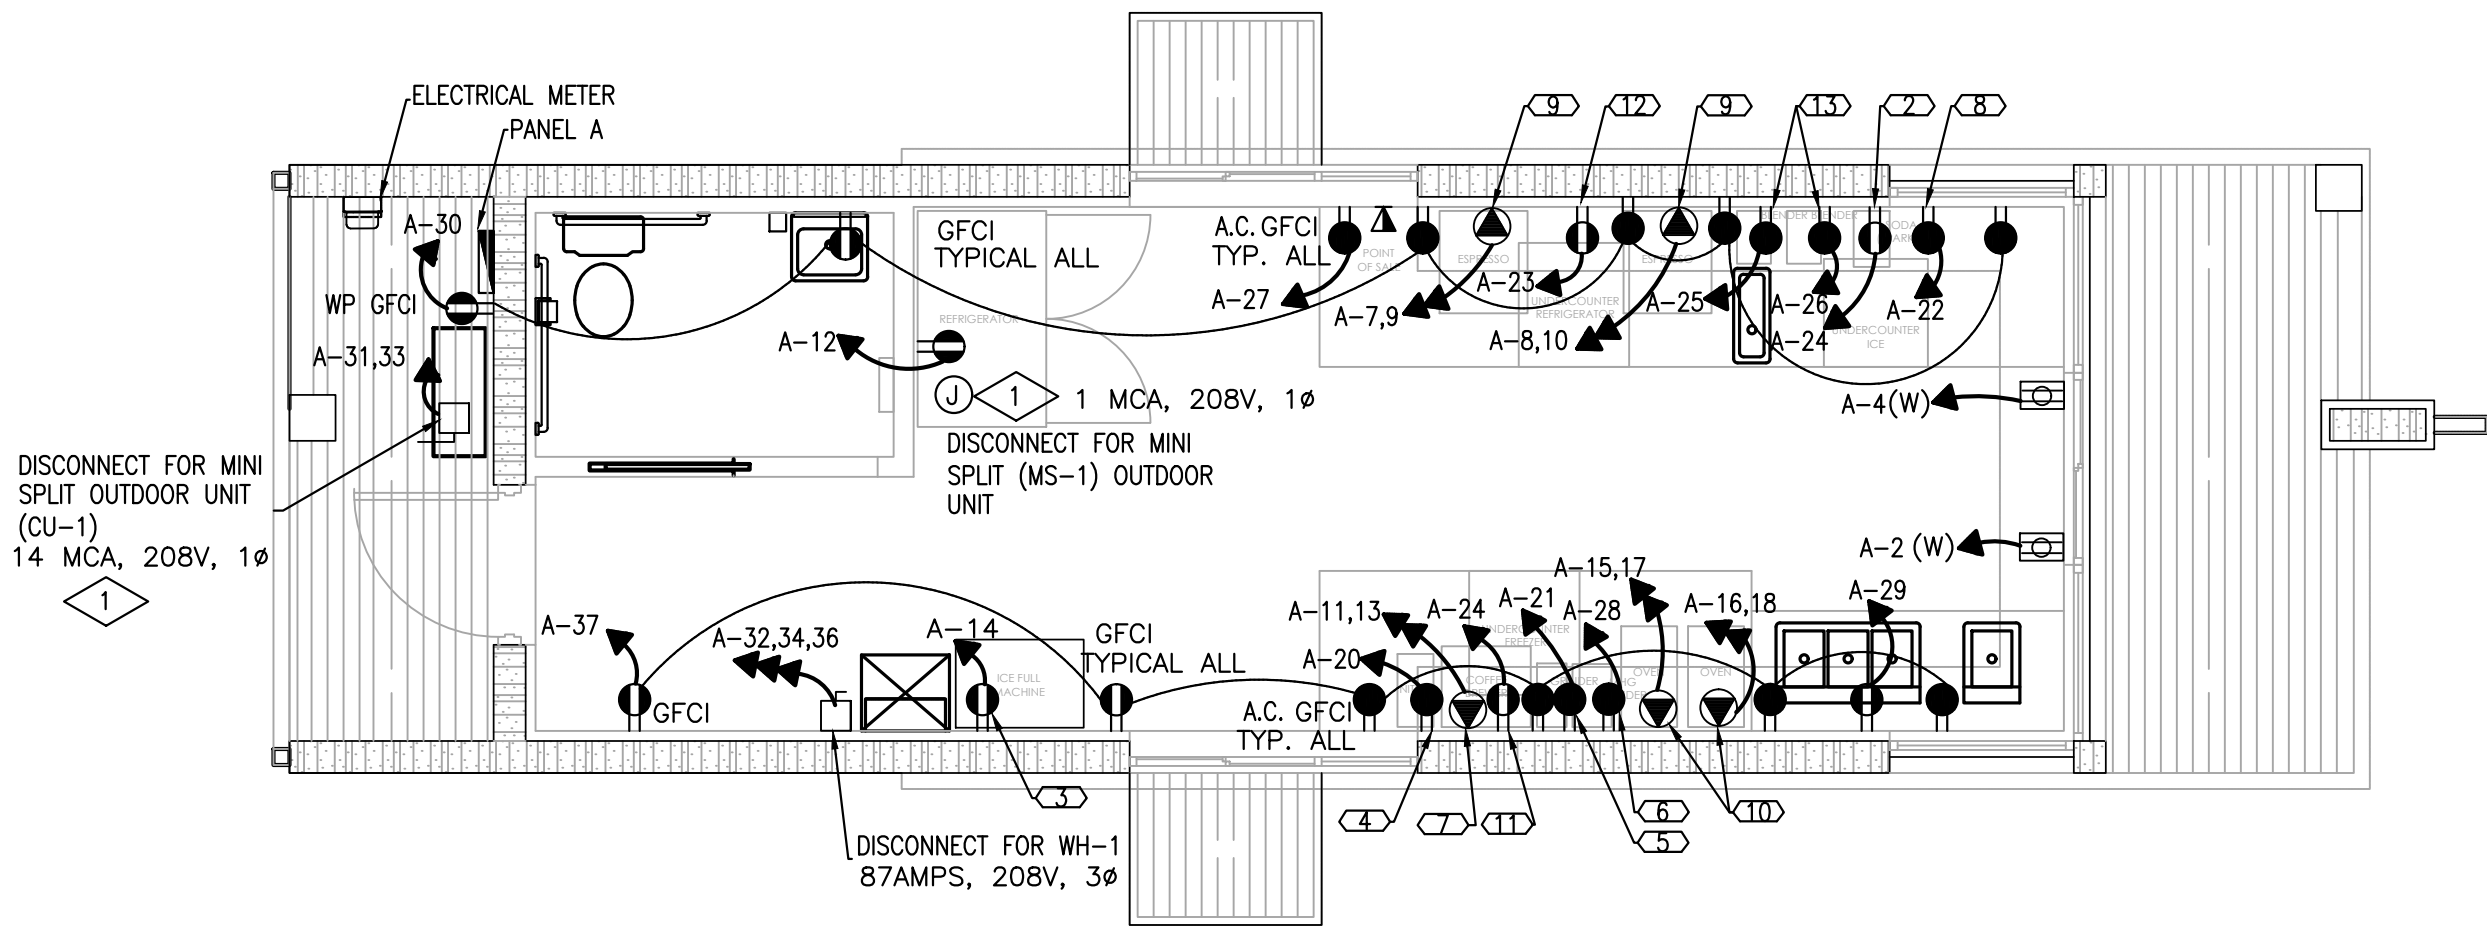 ELECTRICAL METER
PANEL A
9
12
9
13
2
8
A-30
WP GFCI
A-31,33
GFCI
TYPICAL ALL
REFRIGERATOR
A-12
J
1
1 MCA, 208V, 1ø
DISCONNECT FOR MINI
SPLIT (MS-1) OUTDOOR
UNIT
A.C. GFCI
TYP. ALL
A-27
POINT
OF SALE
ESPRESSO
A-7,9
A-23
UNDERCOUNTER
REFRIGERATOR
A-8,10
ESPRESSO
A-25
BLENDER BLENDER
A-26
A-24
UNDERCOUNTER
ICE
A-22
A-4(W)
A-2 (W)
DISCONNECT FOR MINI
SPLIT OUTDOOR UNIT
(CU-1)
14 MCA, 208V, 1ø
1
A-37
GFCI
A-32,34,36
A-14
ICE FULL
MACHINE
GFCI
TYPICAL ALL
A.C. GFCI
TYP. ALL
A-11,13
A-20
A-24
A-21
A-28
A-15,17
A-16,18
A-29
UNDERCOUNTER
FREEZER
COFFEE
OVEN
OVEN
3
4
7
11
6
5
10
DISCONNECT FOR WH-1
87AMPS, 208V, 3ø